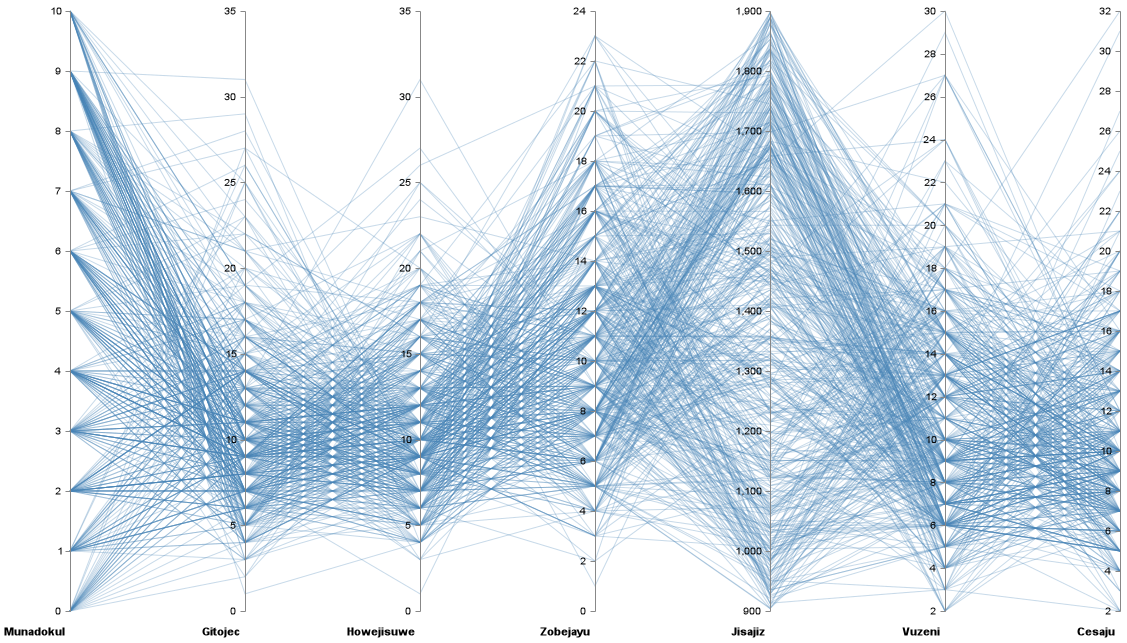 10 35 35 24 1,900 30 32
9 30 30 22 1,800 28 30
8 25 25 20 1,700 26 28
7 20 20 18 1,600 24 26
6 15 15 16 1,500 22 24
5 10 10 14 1,400 20 22
4 5 5 12 1,300 18 20
3 0 0 10 1,200 16 18
2 8 1,100 14 16
1 6 1,000 12 14
0 4 900 10 12
2 8 10
0 6 8
4 6
2 4
2
Munadokul Gitojec Howejisuwe Zobejayu Jisajiz Vuzeni Cesaju